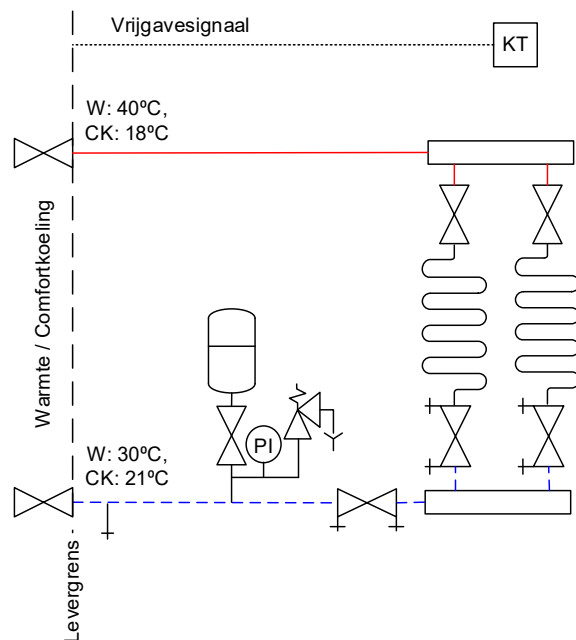 Vrijgavesignaal
KT
W: 40ºC,
CK: 18ºC
Warmte / Comfortkoeling
PI
W: 30ºC,
CK: 21ºC
Levergrens